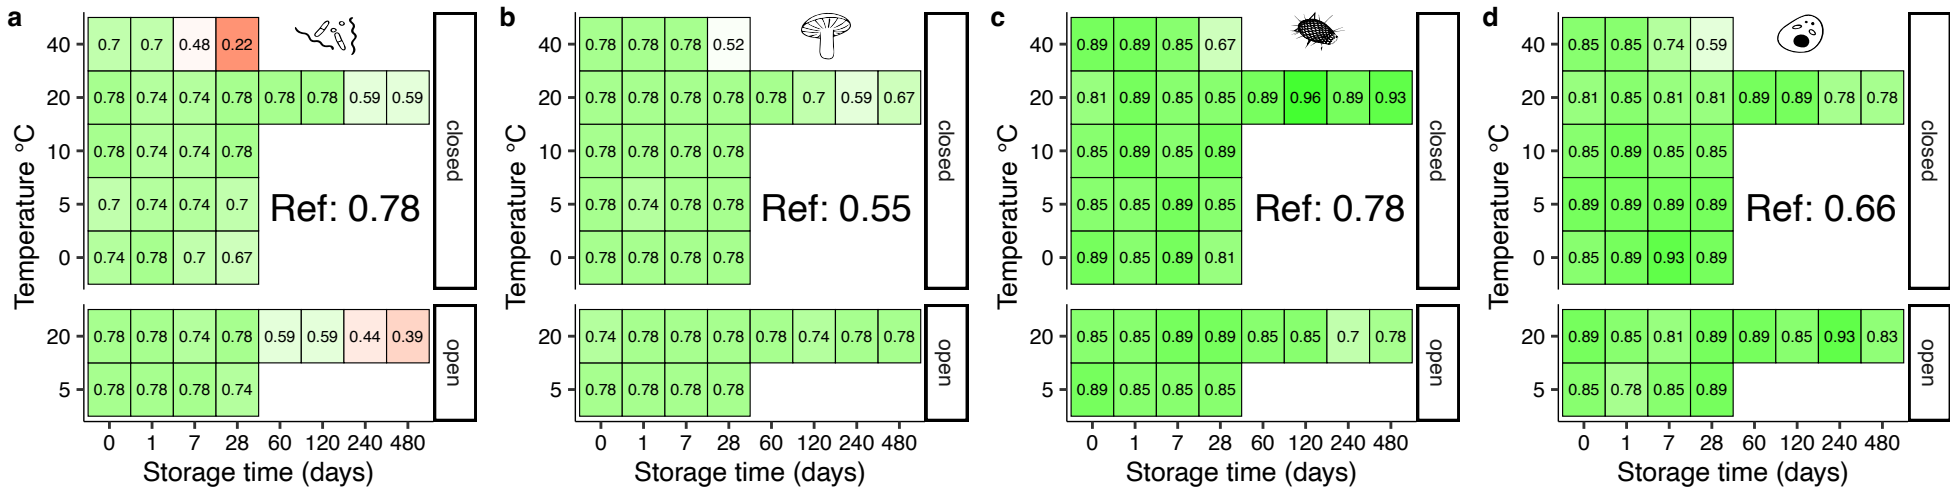 a
Temperature °C
40
0.7 0.7 0.48 0.22
20
0.78 0.74 0.74 0.78 0.78 0.78 0.59 0.59
10
0.78 0.74 0.74 0.78
5
0.7 0.74 0.74 0.7
0
0.74 0.78 0.7 0.67
Ref: 0.78
closed
20
0.78 0.78 0.74 0.78 0.59 0.59 0.44 0.39
5
0.78 0.78 0.78 0.74
open
0 1 7 28 60 120 240 480
Storage time (days)
b
Temperature °C
40
0.78 0.78 0.78 0.52
20
0.78 0.78 0.78 0.78 0.78 0.7 0.59 0.67
10
0.78 0.78 0.78 0.78
5
0.78 0.74 0.78 0.78
0
0.78 0.78 0.78 0.78
Ref: 0.55
closed
20
0.74 0.78 0.78 0.78 0.78 0.74 0.78 0.78
5
0.78 0.78 0.78 0.78
open
0 1 7 28 60 120 240 480
Storage time (days)
c
Temperature °C
40
0.89 0.89 0.85 0.67
20
0.81 0.89 0.85 0.85 0.89 0.96 0.89 0.93
10
0.85 0.89 0.85 0.89
5
0.85 0.85 0.89 0.85
0
0.89 0.85 0.89 0.81
Ref: 0.78
closed
20
0.85 0.85 0.89 0.89 0.85 0.85 0.7 0.78
5
0.89 0.85 0.85 0.85
open
0 1 7 28 60 120 240 480
Storage time (days)
d
Temperature °C
40
0.85 0.85 0.74 0.59
20
0.81 0.85 0.81 0.81 0.89 0.89 0.78 0.78
10
0.85 0.89 0.85 0.85
5
0.89 0.89 0.89 0.89
0
0.85 0.89 0.93 0.89
Ref: 0.66
closed
20
0.89 0.85 0.81 0.89 0.89 0.85 0.93 0.83
5
0.85 0.78 0.85 0.89
open
0 1 7 28 60 120 240 480
Storage time (days)